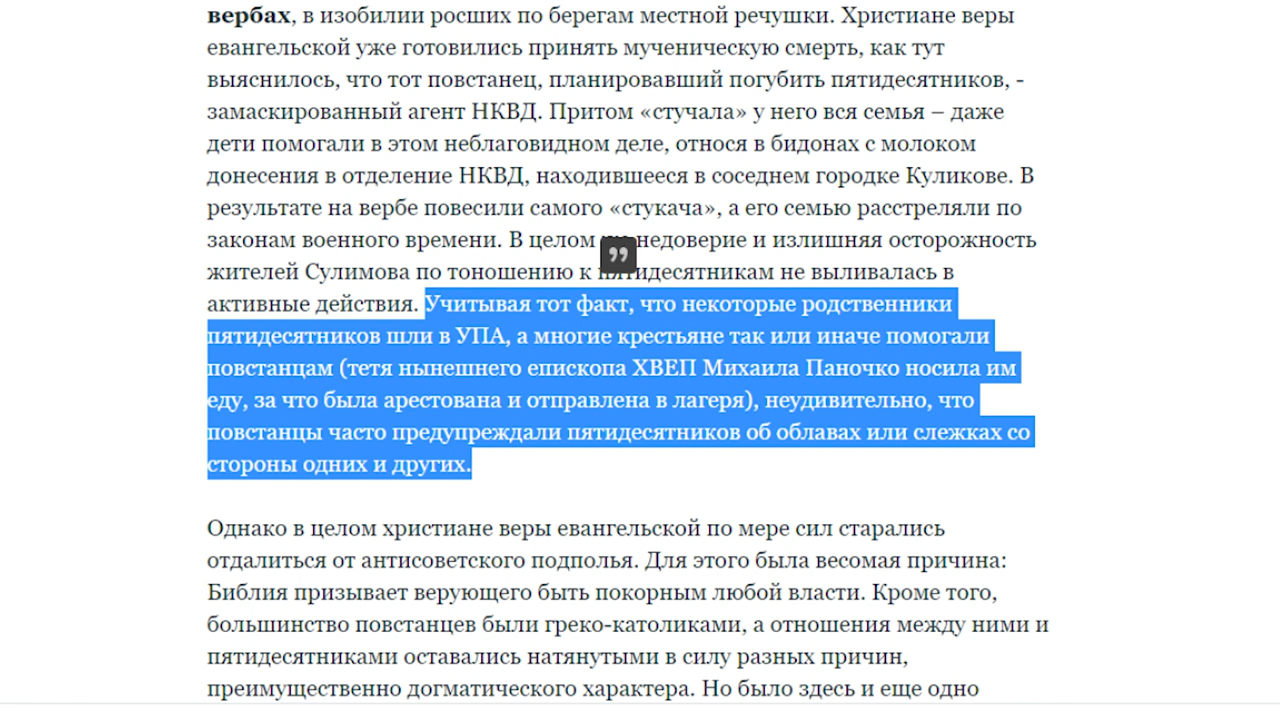 вербах, в изобилии росших по берегам местной речушки. Христиане веры
евангельской уже готовились принять мученическую смерть, как тут
выяснилось, что тот повстанец, планировавший погубить пятидесятников, -
замаскированный агент НКВД. Притом «стучала» у него вся семья – даже
дети помогали в этом неблаговидном деле, относя в бидонах с молоком
донесения в отделение НКВД, находившееся в соседнем городке Куликове. В
результате на вербе повесили самого «стукача», а его семью расстреляли по
законам военного времени. В целом недоверие и излишняя осторожность
жителей Сулимова по тоношению к пятидесятникам не выливалась в
активные действия. Учитывая тот факт, что некоторые родственники
пятидесятников шли в УПА, а многие крестьяне так или иначе помогали
повстанцам (тетя нынешнего епископа ХВЕП Михаила Паночко носила им
еду, за что была арестована и отправлена в лагеря), неудивительно, что
повстанцы часто предупреждали пятидесятников об облавах или слежках со
стороны одних и других.
Однако в целом христиане веры евангельской по мере сил старались
отдалиться от антисоветского подполья. Для этого была весомая причина:
Библия призывает верующего быть покорным любой власти. Кроме того,
большинство повстанцев были греко-католиками, а отношения между ними и
пятидесятниками оставались натянутыми в силу разных причин,
преимущественно догматического характера. Но было здесь и еще одно